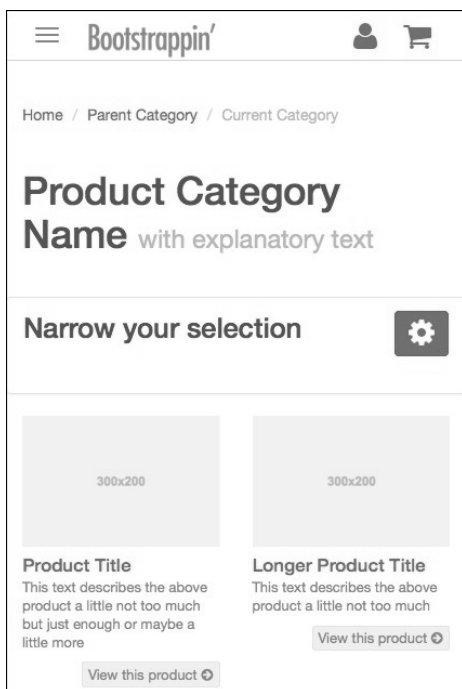 Bootstrappin'
Home / Parent Category / Current Category
Product Category
Name with explanatory text
Narrow your selection
300x200
Product Title
This text describes the above
product a little not too much
but just enough or maybe a
little more
View this product
300x200
Longer Product Title
This text describes the above
product a little not too much
View this product